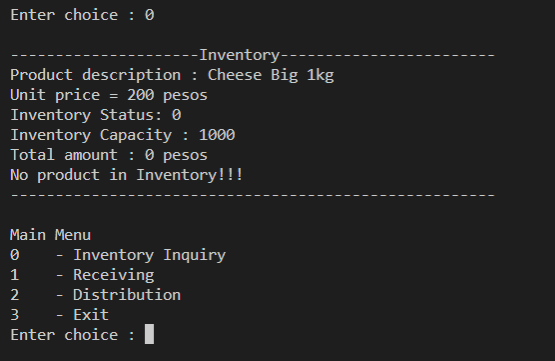 Enter choice : 0
---------------------Inventory------------------------
Product description : Cheese Big 1kg
Unit price = 200 pesos
Inventory Status: 0
Inventory Capacity : 1000
Total amount : 0 pesos
No product in Inventory!!!
------------------------------------------------------
Main Menu
0    - Inventory Inquiry
1    - Receiving
2    - Distribution
3    - Exit
Enter choice :